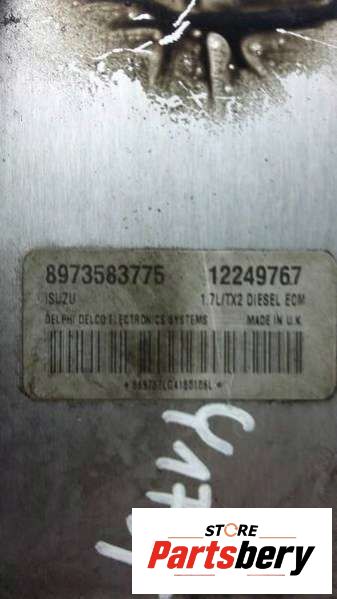 8973583775 12249767
ISUZU 1.7L/TX2 DIESEL ECM
DELPHI DELCO ELECTRONICS SYSTEMS MADE IN U.K.
STORE
Partsbery